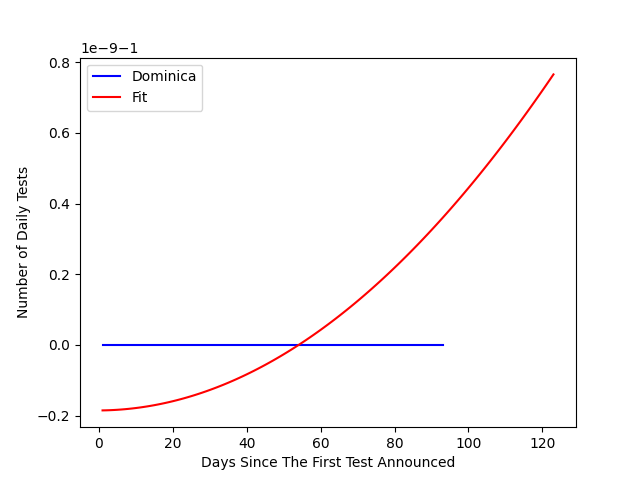 1e−9−1
Dominica
Fit
Number of Daily Tests
0.8
0.6
0.4
0.2
0.0
−0.2
0 20 40 60 80 100 120
Days Since The First Test Announced